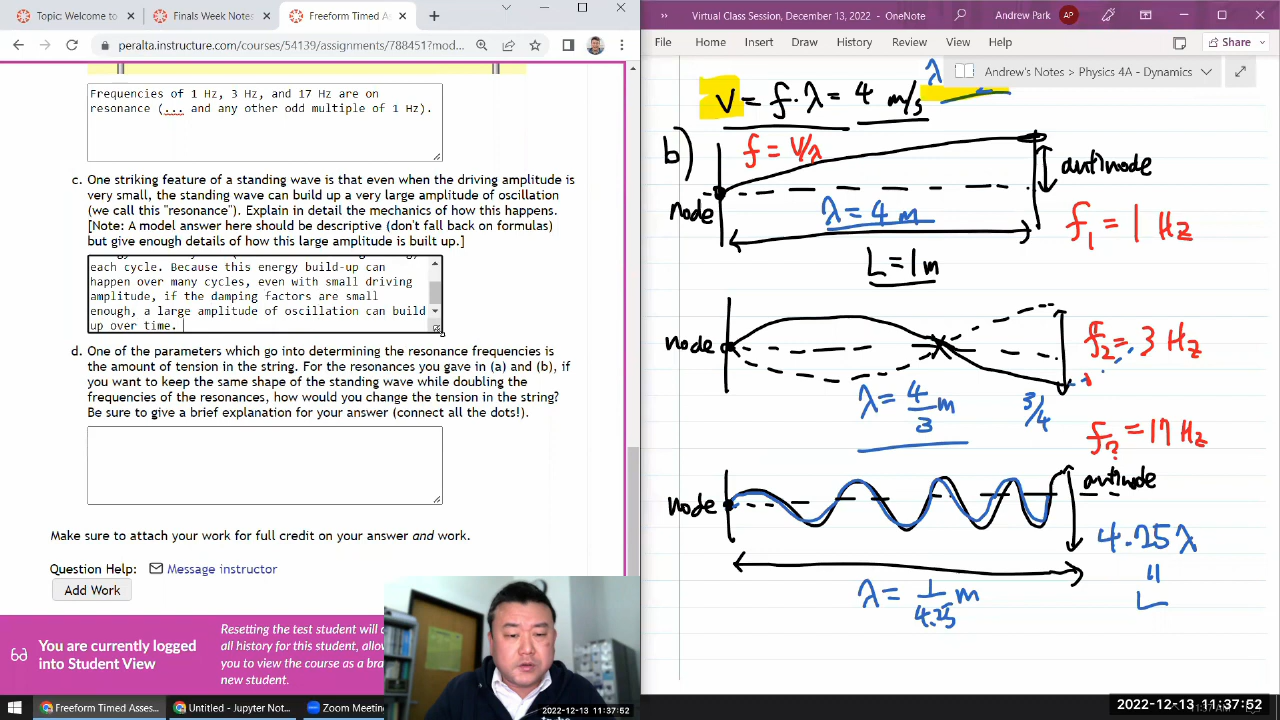 Topic Welcome to
Finals Week Notes
Freeform Timed As
peralta.instructure.com/courses/54139/assignments/788451?mod...
Frequencies of 1 Hz, 3 Hz, and 17 Hz are on
resonance (... and any other odd multiple of 1 Hz).
c. One striking feature of a standing wave is that even when the driving amplitude is
very small, the standing wave can build up a very large amplitude of oscillation
(we call this "resonance"). Explain in detail the mechanics of how this happens.
[Note: a model answer here should be descriptive (don't fall back on formulas)
but give enough details of how this large amplitude is built up.]
each cycle. Because this energy build-up can
happen over many cycles, even with small driving
amplitude, if the damping factors are small
enough, a large amplitude of oscillation can build
up over time.
d. One of the parameters which go into determining the resonance frequencies is
the amount of tension in the string. For the resonances you gave in (a) and (b), if
you want to keep the same shape of the standing wave while doubling the
frequencies of the resonances, how would you change the tension in the string?
Be sure to give a brief explanation for your answer (connect all the dots!).
Make sure to attach your work for full credit on your answer and work.
Question Help: Message instructor
Add Work
You are currently logged
into Student View
Resetting the test student will c
all history for this student, allow
you to view the course as a bra
new student.
Freeform Timed Asses...
Untitled - Jupyter Not...
Zoom Meeting
2022-12-13 11:37:52
Virtual Class Session, December 13, 2022 - OneNote
Andrew Park AP
File Home Insert Draw History Review View Help Share
Andrew's Notes > Physics 4A - Dynamics
λ
V = f·λ = 4 m/s
b) f = V/λ
antinode
node
λ = 4 m
f1 = 1 Hz
L = 1m
node
f2 = 3 Hz
λ = 4/3 m
3/4
f? = 17 Hz
node
antinode
4.25λ
=
L
λ = 1/4.25 m
2022-12-13 11:37:52